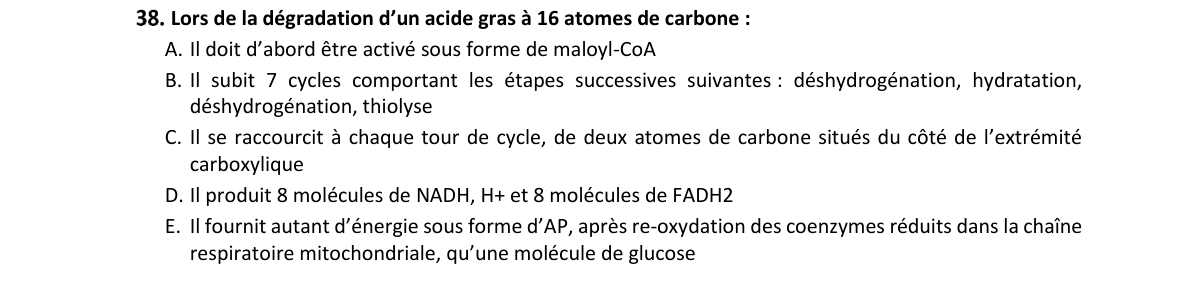 38. Lors de la dégradation d’un acide gras à 16 atomes de carbone :
A. Il doit d’abord être activé sous forme de maloyl-CoA
B. Il subit 7 cycles comportant les étapes successives suivantes : déshydrogénation, hydratation,
déshydrogénation, thiolyse
C. Il se raccourcit à chaque tour de cycle, de deux atomes de carbone situés du côté de l’extrémité
carboxylique
D. Il produit 8 molécules de NADH, H+ et 8 molécules de FADH2
E. Il fournit autant d’énergie sous forme d’AP, après re-oxydation des coenzymes réduits dans la chaîne
respiratoire mitochondriale, qu’une molécule de glucose